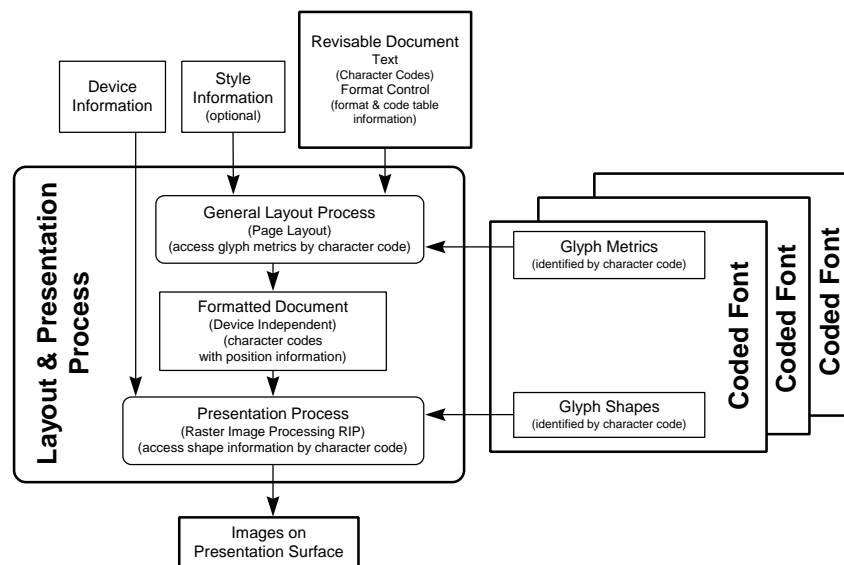 Revisable Document
Text
(Character Codes)
Format Control
(format & code table
information)
Device
Information
Style
Information
(optional)
Layout & Presentation
Process
General Layout Process
(Page Layout)
(access glyph metrics by character code)
Formatted Document
(Device Independent)
(character codes
with position information)
Presentation Process
(Raster Image Processing RIP)
(access shape information by character code)
Images on
Presentation Surface
Glyph Metrics
(identified by character code)
Glyph Shapes
(identified by character code)
Coded Font
Coded Font
Coded Font